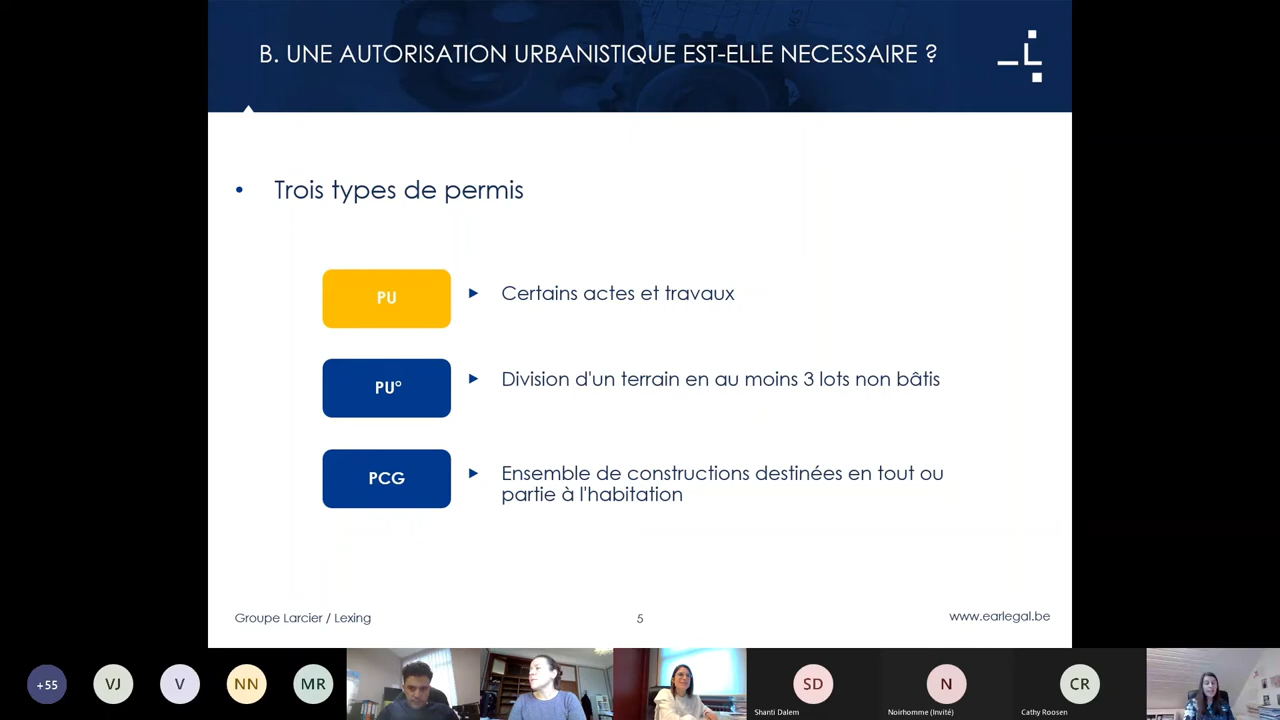 B. UNE AUTORISATION URBANISTIQUE EST-ELLE NECESSAIRE ?
• Trois types de permis
PU
Certains actes et travaux
PU°
Division d'un terrain en au moins 3 lots non bâtis
PCG
Ensemble de constructions destinées en tout ou
partie à l'habitation
Groupe Larcier / Lexing
5
www.earlegal.be
+55
VJ
V
NN
MR
SD
Shanti Dalem
N
Noirhomme (Invité)
CR
Cathy Roosen